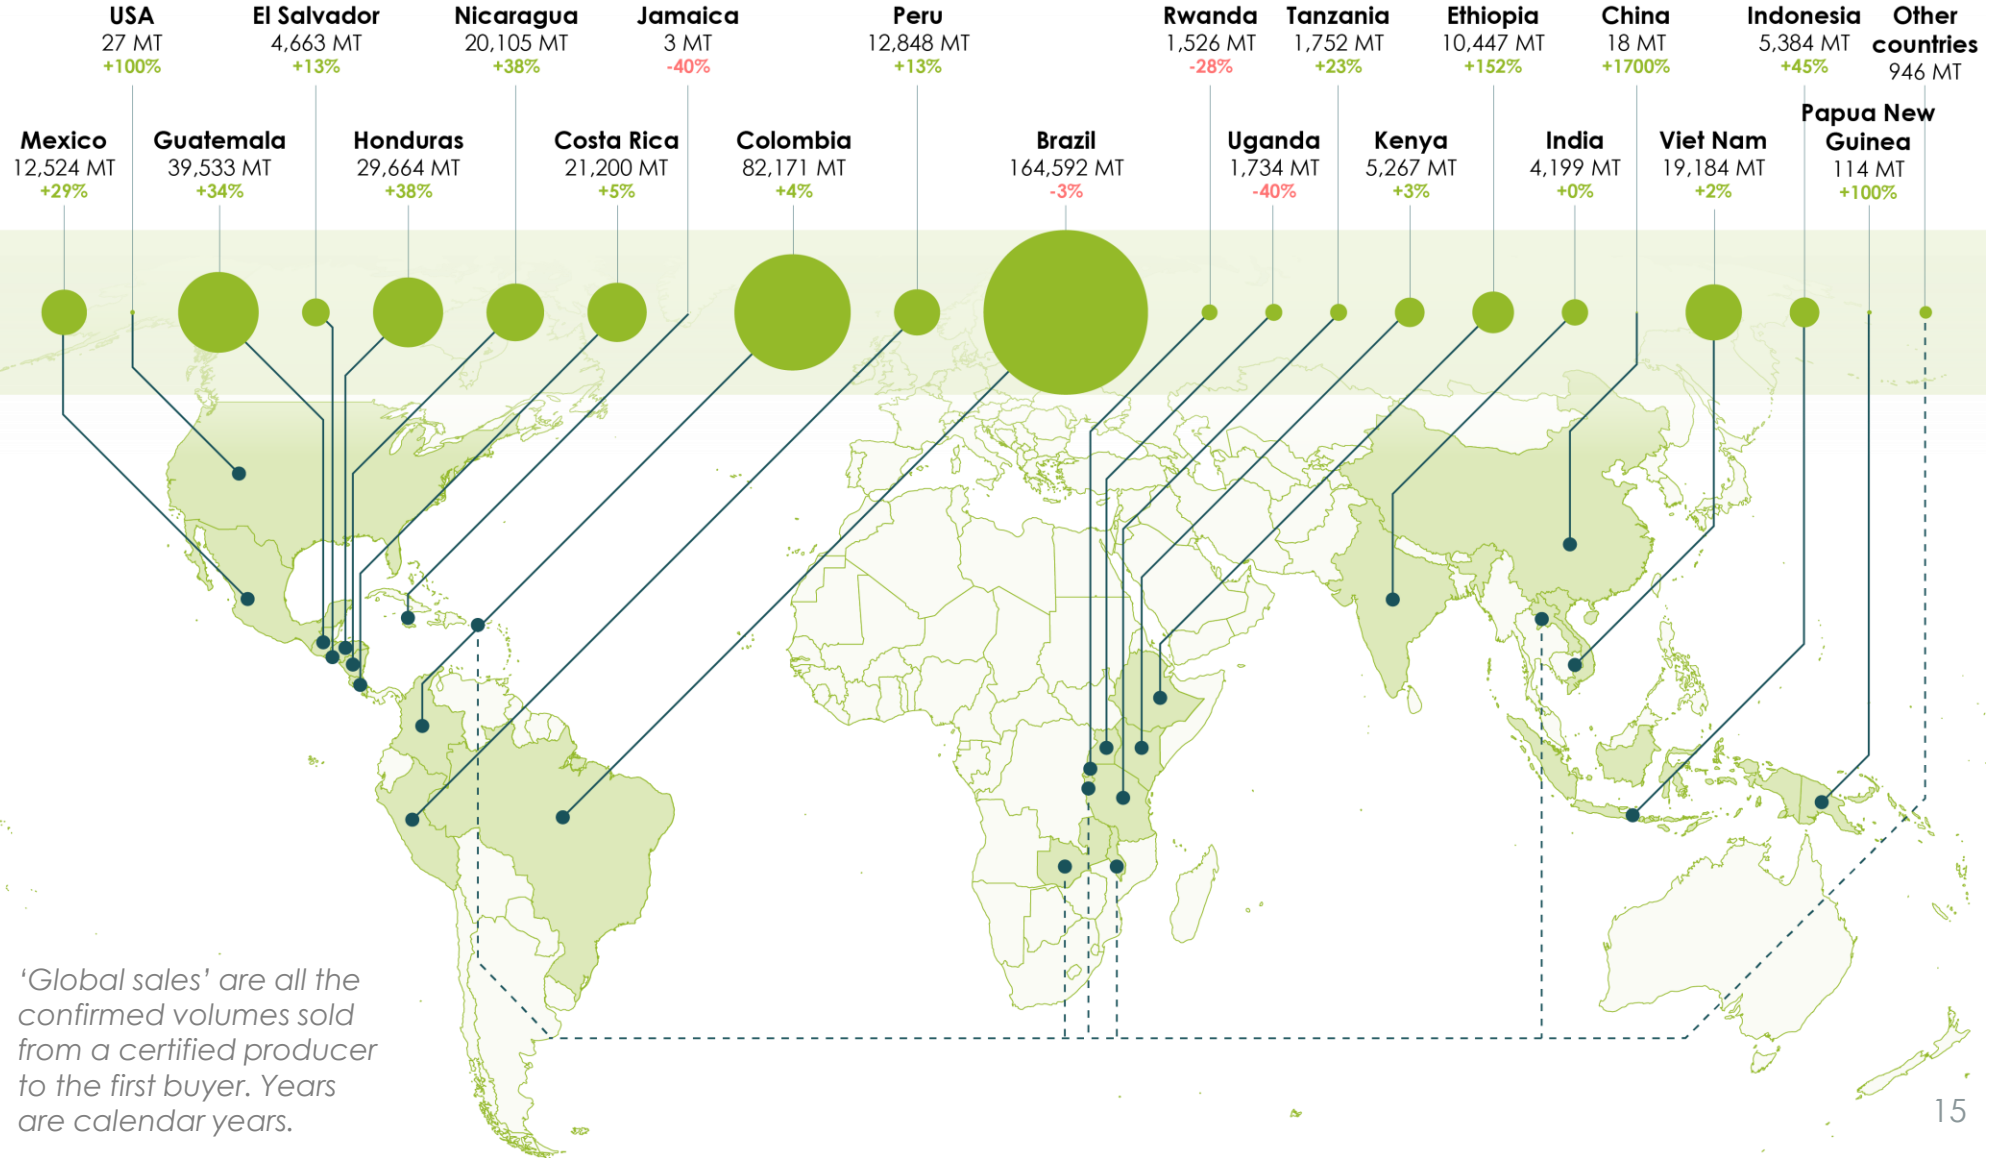 USA
27 MT
+100%
El Salvador
4,663 MT
+13%
Nicaragua
20,105 MT
+38%
Jamaica
3 MT
-40%
Peru
12,848 MT
+13%
Rwanda
1,526 MT
-28%
Tanzania
1,752 MT
+23%
Ethiopia
10,447 MT
+152%
China
18 MT
+1700%
Indonesia
5,384 MT
+45%
Other
countries
946 MT
Mexico
12,524 MT
+29%
Guatemala
39,533 MT
+34%
Honduras
29,664 MT
+38%
Costa Rica
21,200 MT
+5%
Colombia
82,171 MT
+4%
Brazil
164,592 MT
-3%
Uganda
1,734 MT
-40%
Kenya
5,267 MT
+3%
India
4,199 MT
+0%
Viet Nam
19,184 MT
+2%
Papua New
Guinea
114 MT
+100%
‘Global sales’ are all the
confirmed volumes sold
from a certified producer
to the first buyer. Years
are calendar years.
15